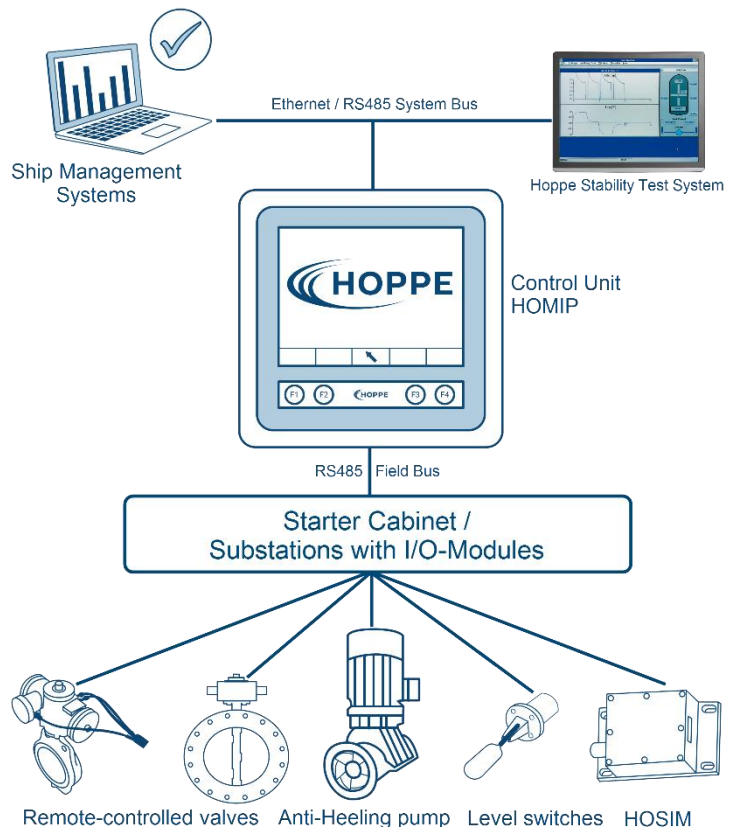 Ethernet / RS485 System Bus
Ship Management
Systems
Hoppe Stability Test System
HOPPE
Control Unit
HOMIP
F1 F2 HOPPE F3 F4
RS485 Field Bus
Starter Cabinet /
Substations with I/O-Modules
Remote-controlled valves Anti-Heeling pump Level switches HOSIM